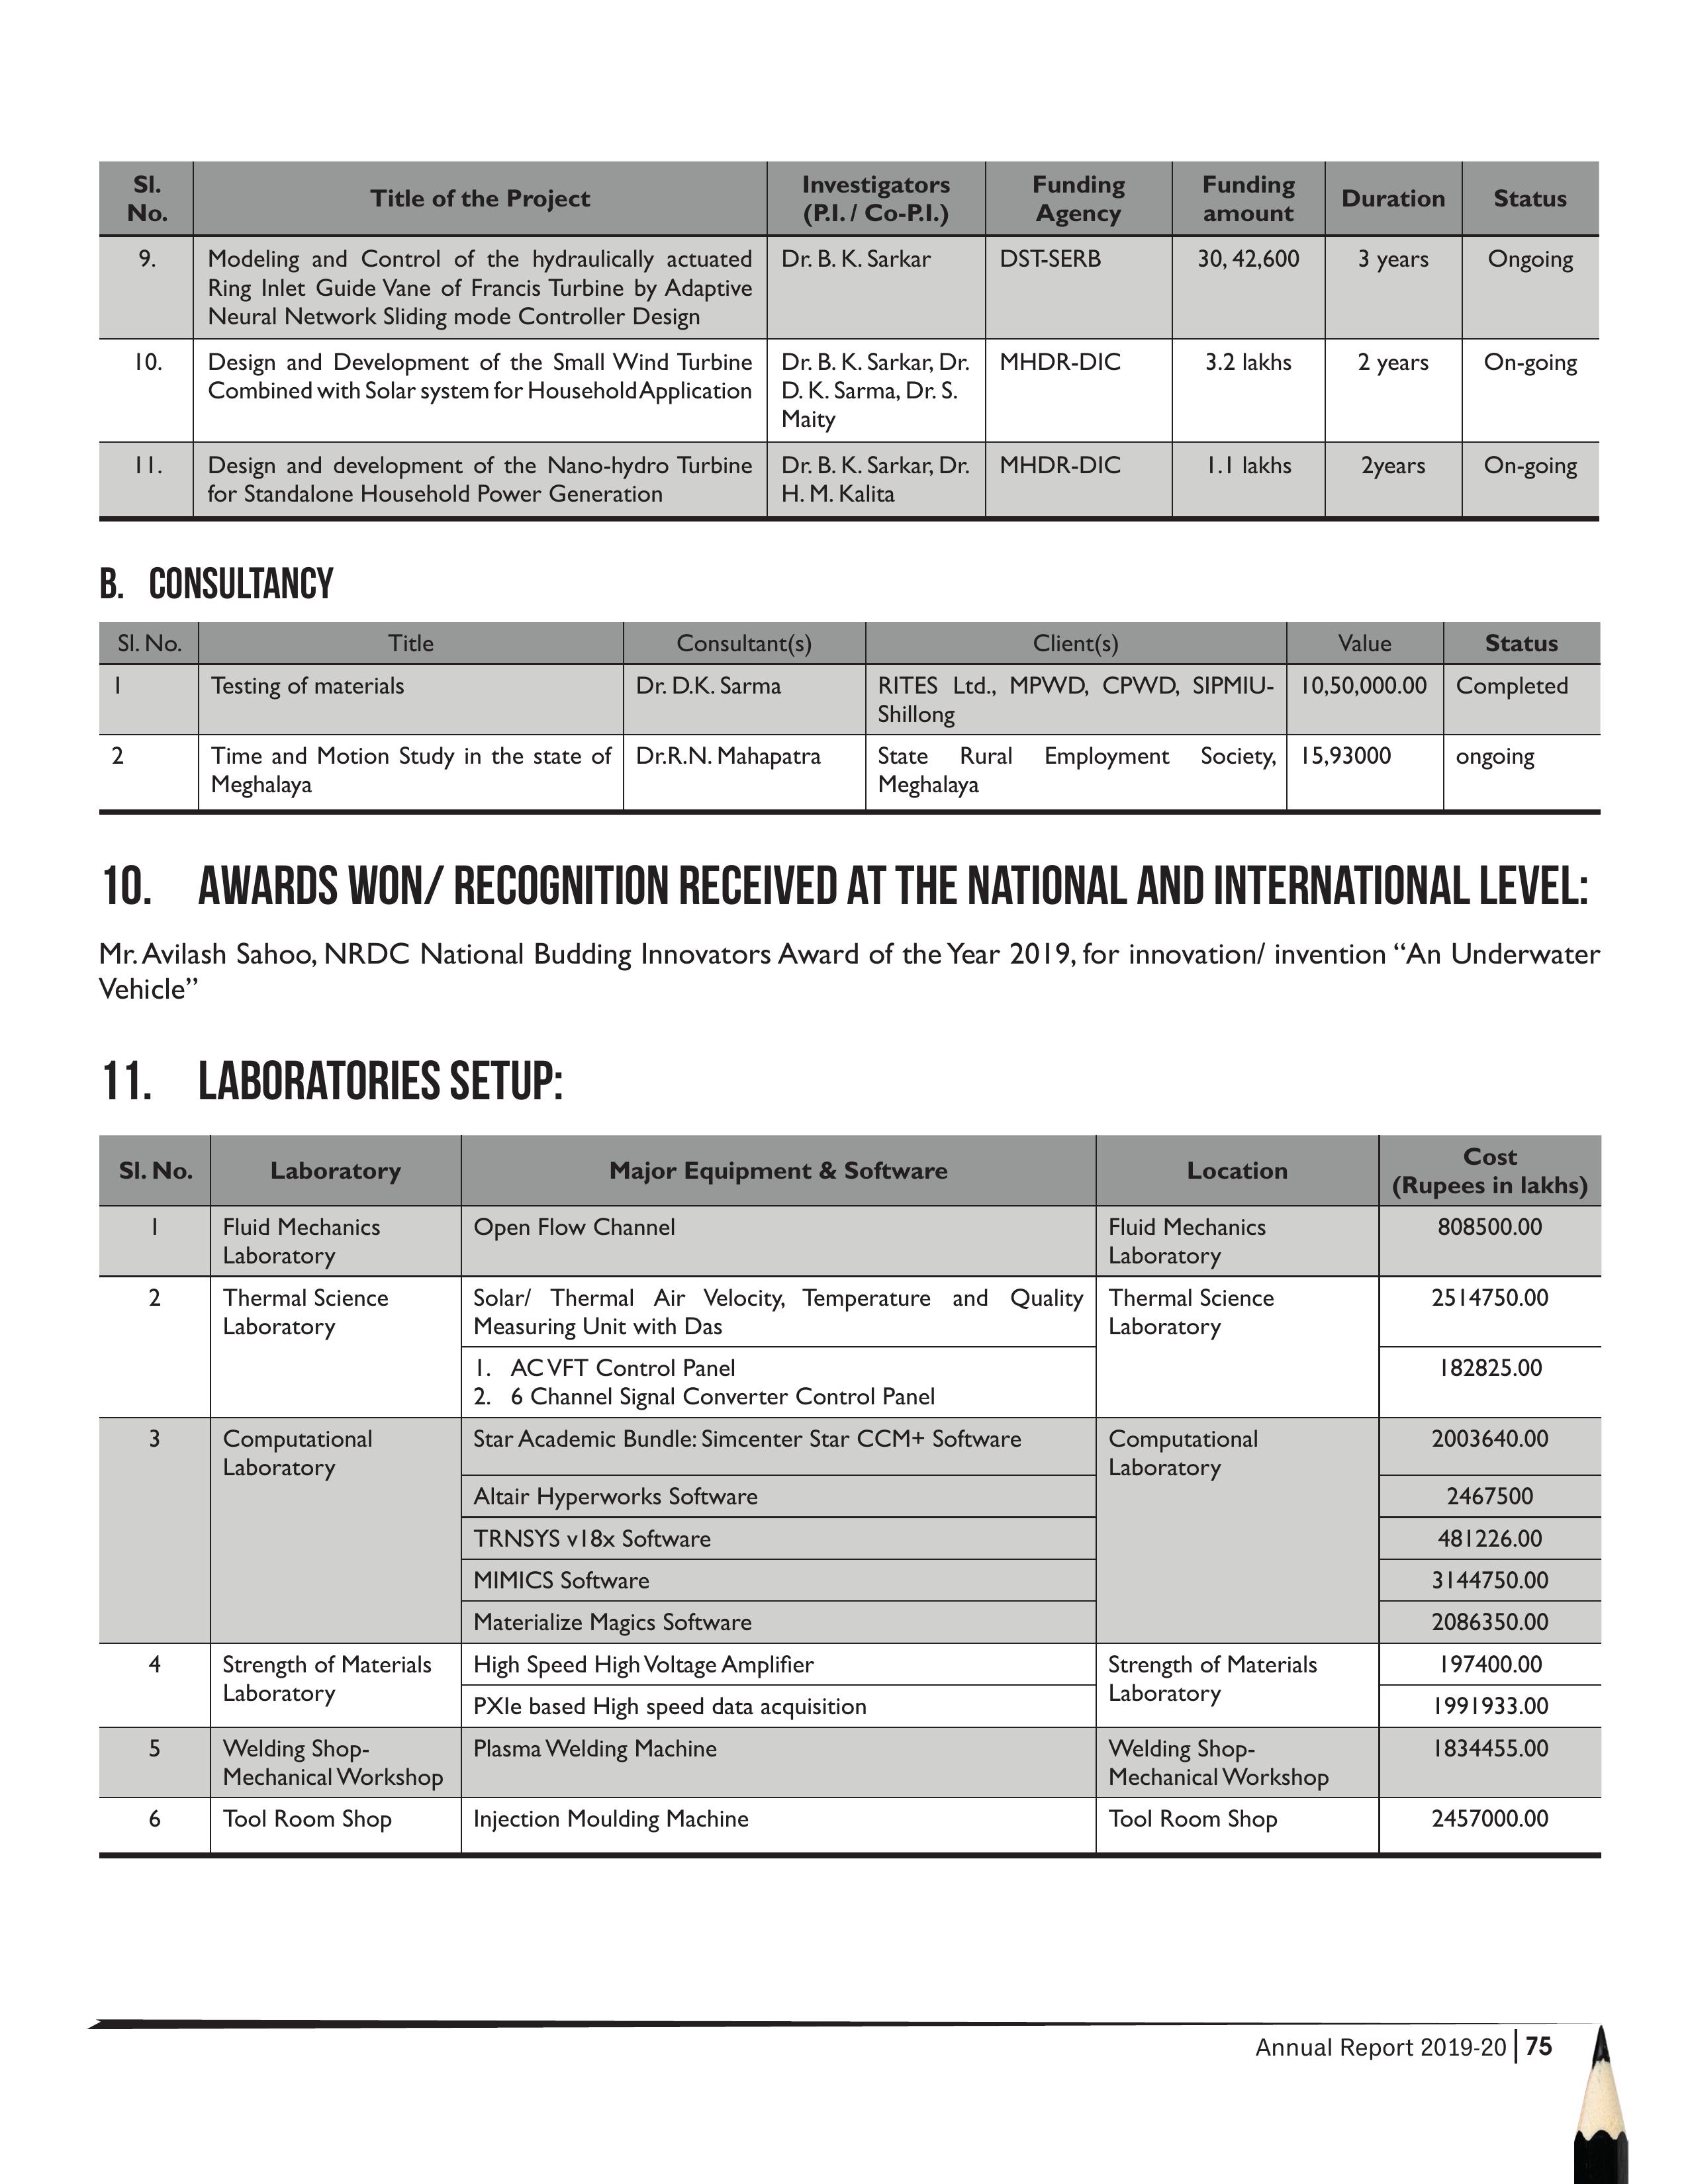 Sl. No.
Title of the Project
Investigators (P.I. / Co-P.I.)
Funding Agency
Funding amount
Duration
Status
9.
Modeling and Control of the hydraulically actuated
Ring Inlet Guide Vane of Francis Turbine by Adaptive
Neural Network Sliding mode Controller Design
Dr. B. K. Sarkar
DST-SERB
30, 42,600
3 years
Ongoing
10.
Design and Development of the Small Wind Turbine
Combined with Solar system for Household Application
Dr. B. K. Sarkar, Dr.
D. K. Sarma, Dr. S.
Maity
MHDR-DIC
3.2 lakhs
2 years
On-going
11.
Design and development of the Nano-hydro Turbine
for Standalone Household Power Generation
Dr. B. K. Sarkar, Dr.
H. M. Kalita
MHDR-DIC
1.1 lakhs
2years
On-going
B. CONSULTANCY
Sl. No.
Title
Consultant(s)
Client(s)
Value
Status
1
Testing of materials
Dr. D.K. Sarma
RITES Ltd., MPWD, CPWD, SIPMIU-
Shillong
10,50,000.00
Completed
2
Time and Motion Study in the state of
Meghalaya
Dr.R.N. Mahapatra
State Rural Employment Society,
Meghalaya
15,93000
ongoing
10. AWARDS WON/ RECOGNITION RECEIVED AT THE NATIONAL AND INTERNATIONAL LEVEL:
Mr. Avilash Sahoo, NRDC National Budding Innovators Award of the Year 2019, for innovation/ invention “An Underwater
Vehicle”
11. LABORATORIES SETUP:
Sl. No.
Laboratory
Major Equipment & Software
Location
Cost
(Rupees in lakhs)
1
Fluid Mechanics
Laboratory
Open Flow Channel
Fluid Mechanics
Laboratory
808500.00
2
Thermal Science
Laboratory
Solar/ Thermal Air Velocity, Temperature and Quality
Measuring Unit with Das
Thermal Science
Laboratory
2514750.00
1. AC VFT Control Panel
2. 6 Channel Signal Converter Control Panel
182825.00
3
Computational
Laboratory
Star Academic Bundle: Simcenter Star CCM+ Software
Computational
Laboratory
2003640.00
Altair Hyperworks Software
2467500
TRNSYS v18x Software
481226.00
MIMICS Software
3144750.00
Materialize Magics Software
2086350.00
4
Strength of Materials
Laboratory
High Speed High Voltage Amplifier
Strength of Materials
Laboratory
197400.00
PXIe based High speed data acquisition
1991933.00
5
Welding Shop-
Mechanical Workshop
Plasma Welding Machine
Welding Shop-
Mechanical Workshop
1834455.00
6
Tool Room Shop
Injection Moulding Machine
Tool Room Shop
2457000.00
Annual Report 2019-20 | 75